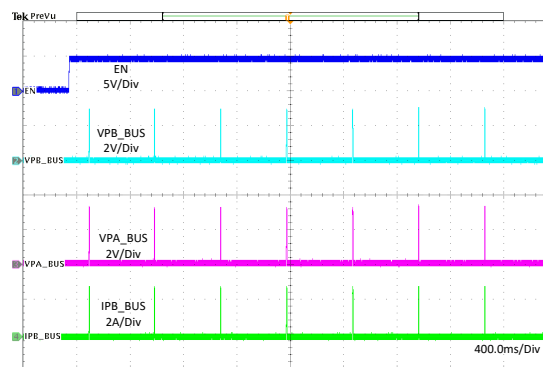 Tek PreVu
EN
5V/Div
EN
VPB_BUS
2V/Div
VPB_BUS
VPA_BUS
2V/Div
VPA_BUS
IPB_BUS
2A/Div
IPB_BUS
400.0ms/Div